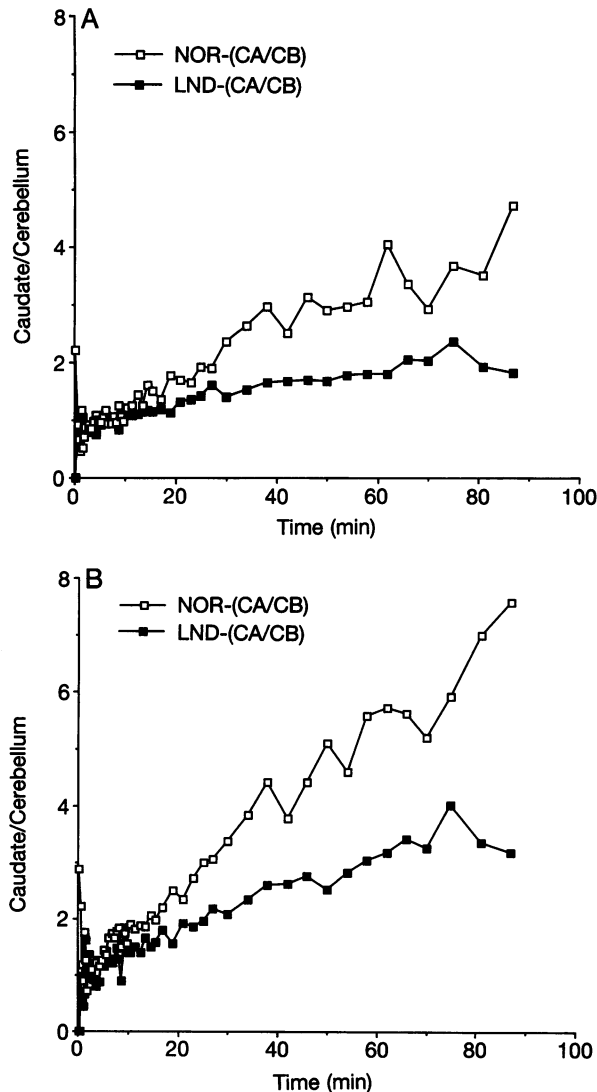 A
8
NOR-(CA/CB)
LND-(CA/CB)
6
4
2
0
Caudate/Cerebellum
0 20 40 60 80 100
Time (min)
B
8
NOR-(CA/CB)
LND-(CA/CB)
6
4
2
0
Caudate/Cerebellum
0 20 40 60 80 100
Time (min)